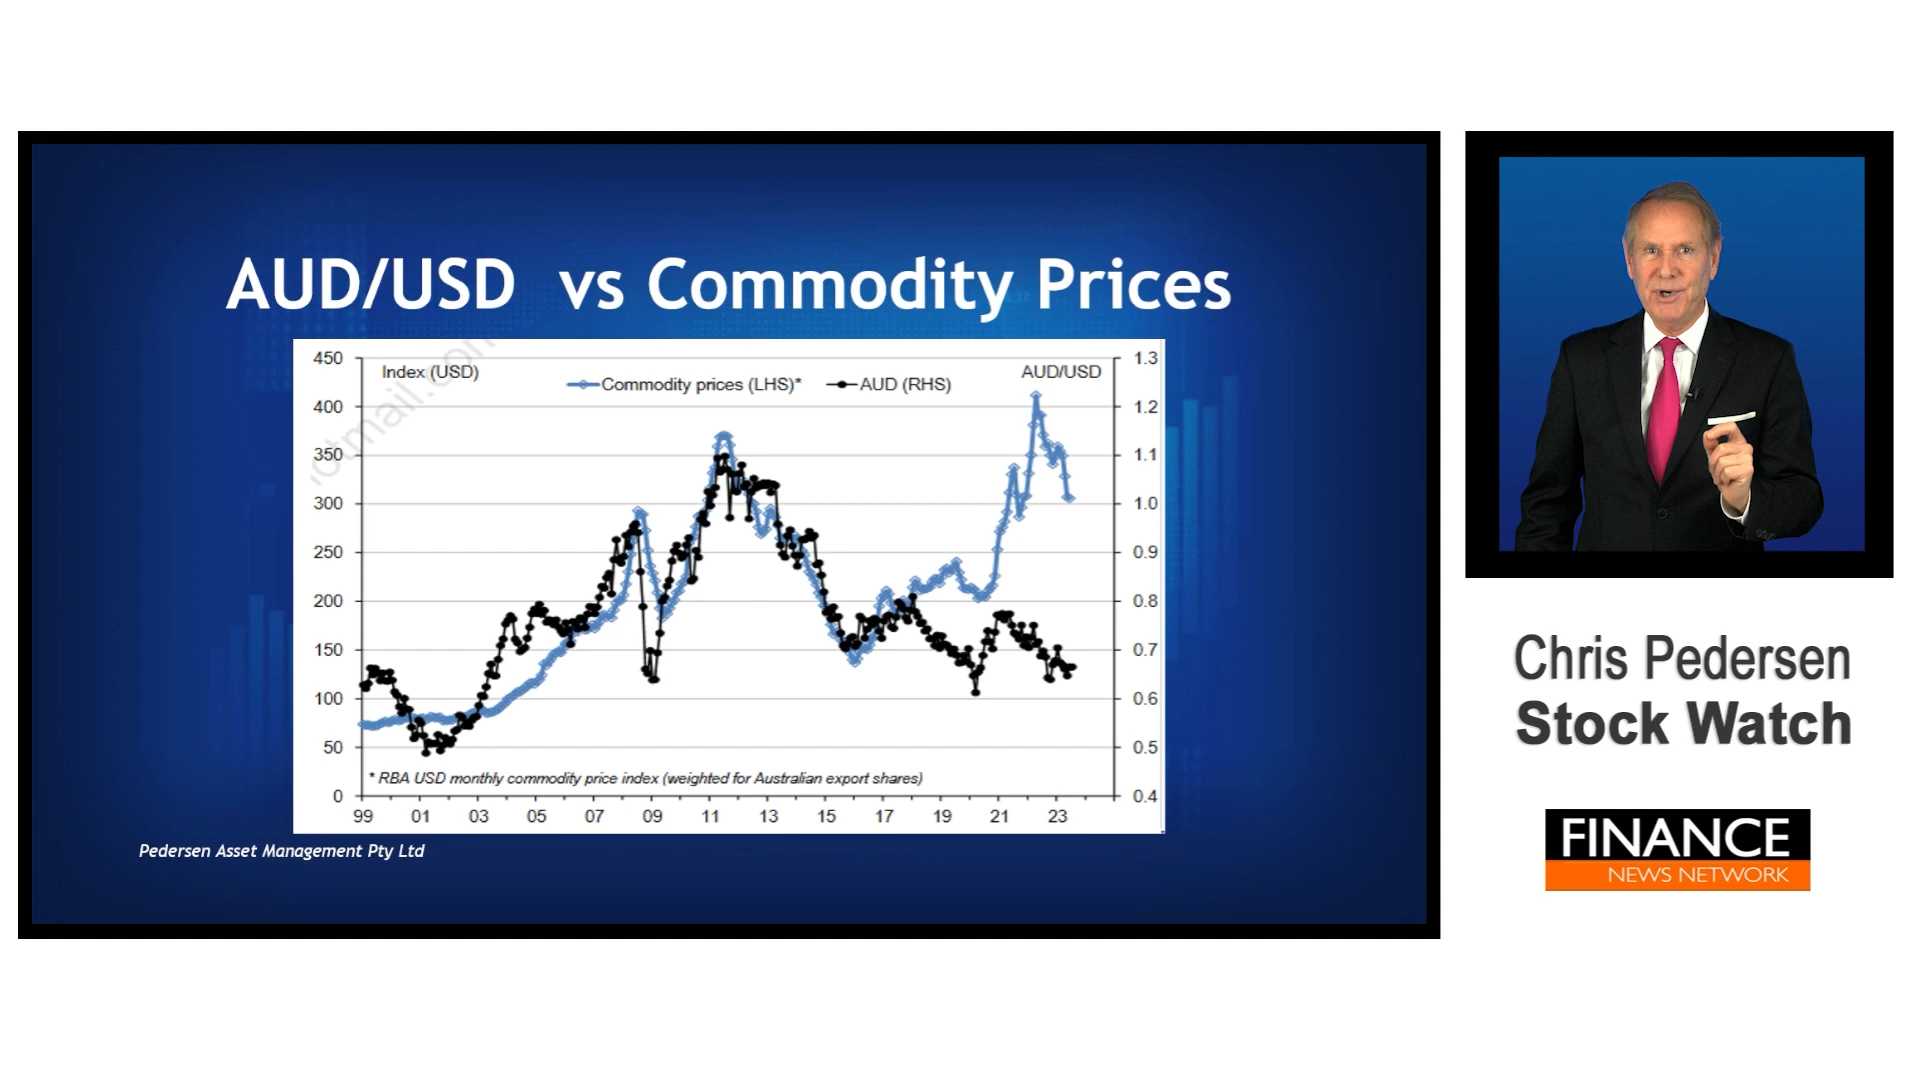 AUD/USD vs Commodity Prices
Index (USD)
Commodity prices (LHS)*
AUD (RHS)
AUD/USD
450
400
350
300
250
200
150
100
50
0
1.3
1.2
1.1
1.0
0.9
0.8
0.7
0.6
0.5
0.4
* RBA USD monthly commodity price index (weighted for Australian export shares)
99 01 03 05 07 09 11 13 15 17 19 21 23
Pedersen Asset Management Pty Ltd
Chris Pedersen
Stock Watch
FINANCE
NEWS NETWORK